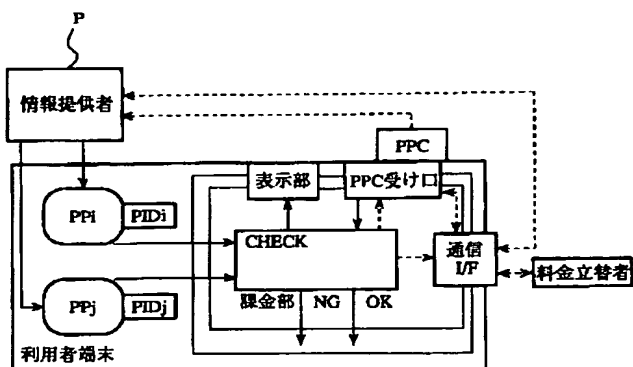 P
情報提供者
PPC
表示部
PPC受け口
PPi
PIDi
CHECK
通信
I/F
料金立替者
PPj
PIDj
課金部 NG OK
利用者端末